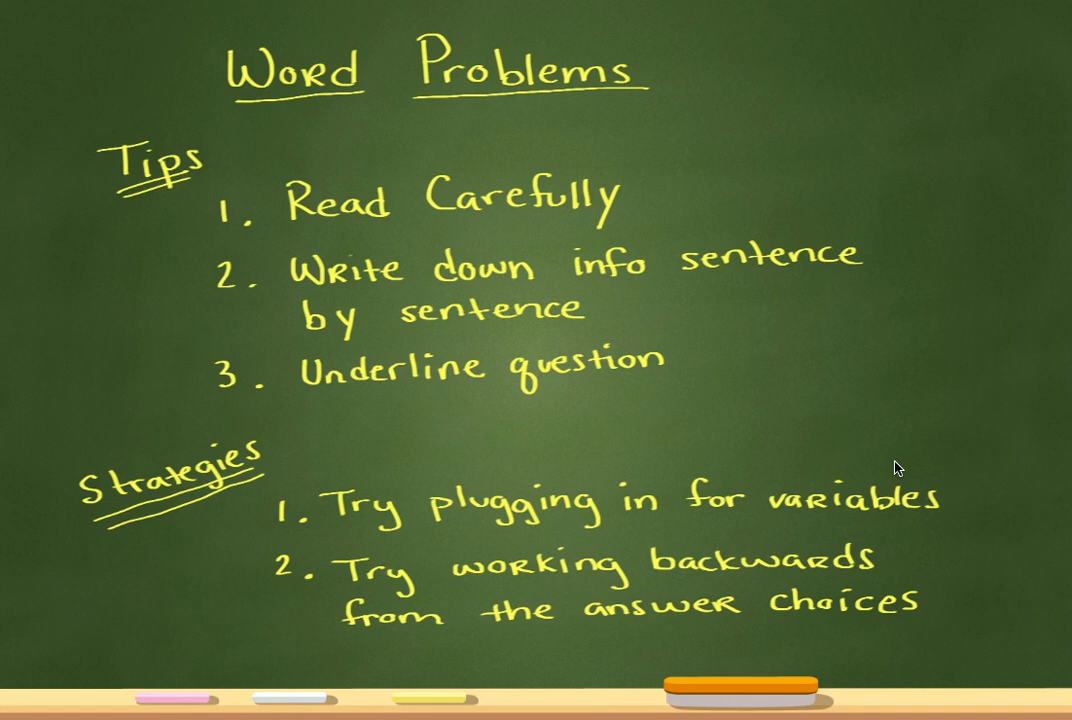 Word Problems
Tips
1. Read Carefully
2. Write down info sentence
by sentence
3. Underline question
Strategies
1. Try plugging in for variables
2. Try working backwards
from the answer choices